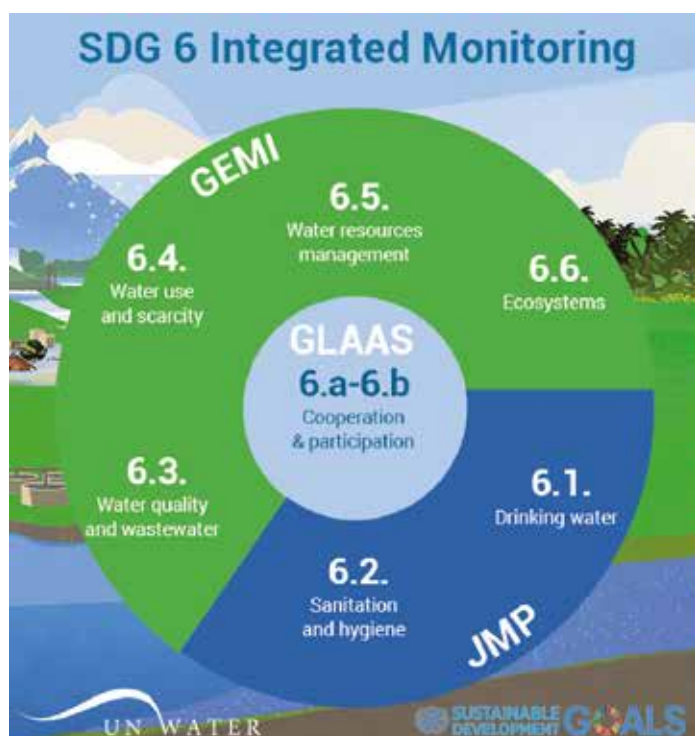 SDG 6 Integrated Monitoring
GEMI
6.5.
Water resources
management
6.4.
Water use
and scarcity
6.6.
Ecosystems
GLAAS
6.a-6.b
Cooperation
& participation
6.3.
Water quality
and wastewater
6.1.
Drinking water
6.2.
Sanitation
and hygiene
JMP
UN WATER
SUSTAINABLE
DEVELOPMENT
GOALS